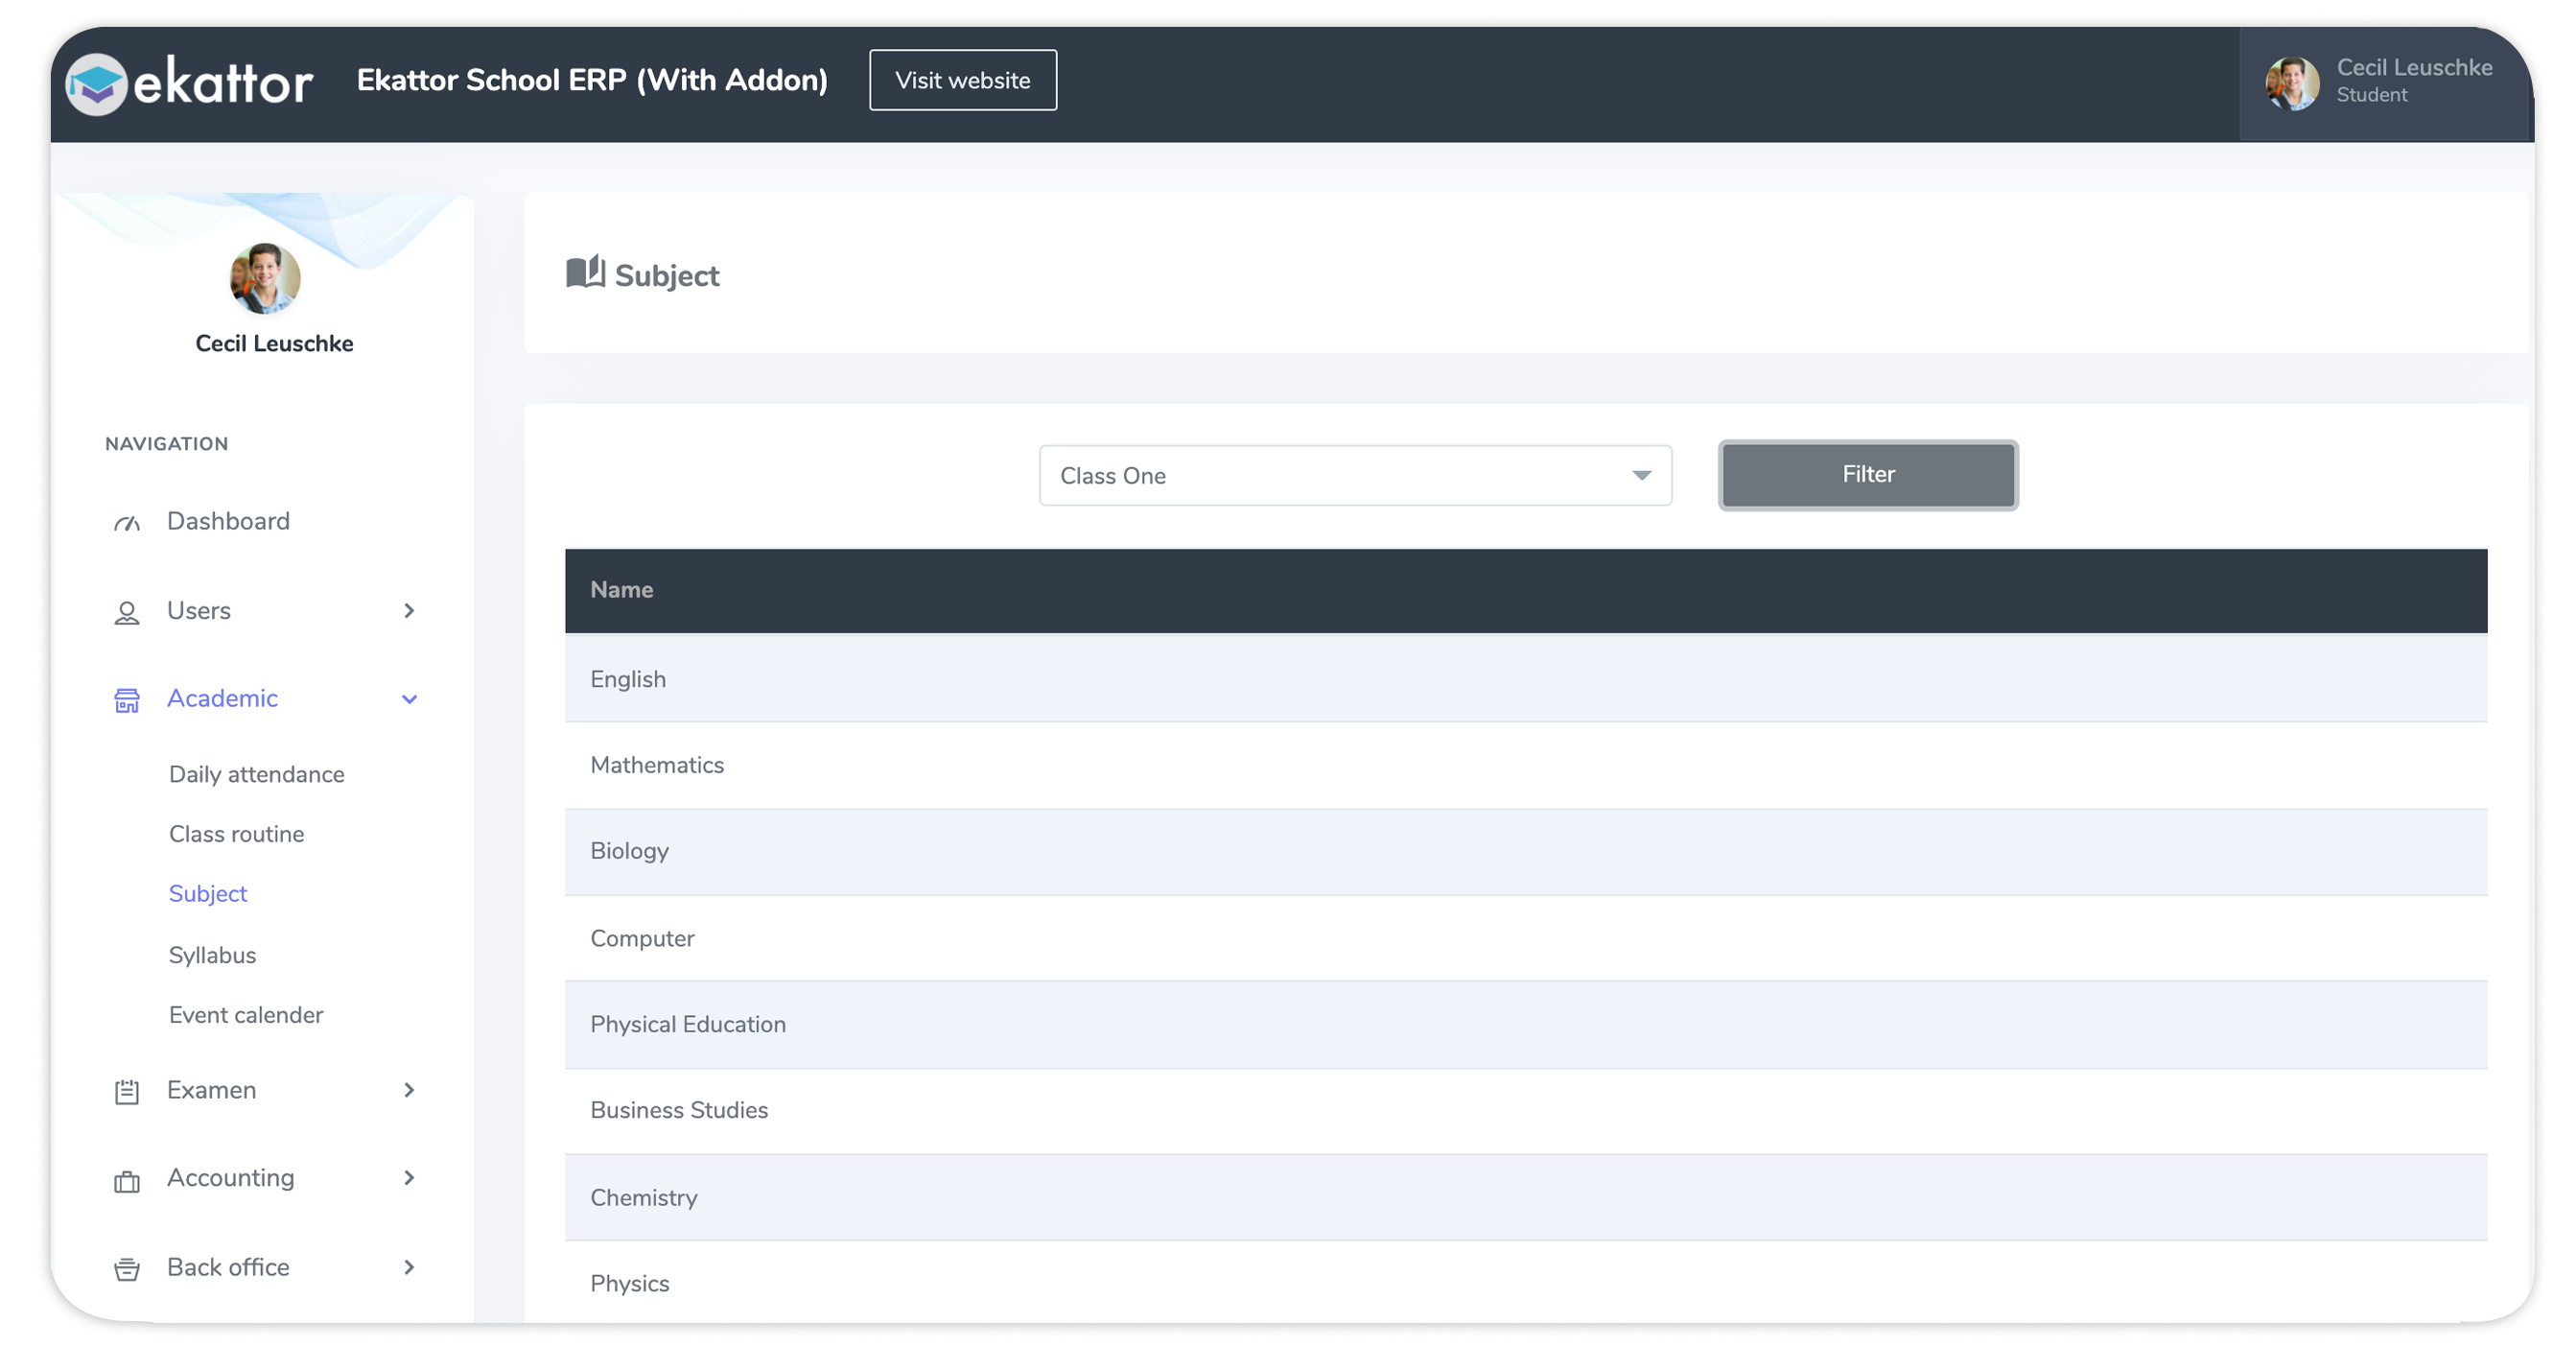 ekattor
Ekattor School ERP (With Addon)
Visit website
Cecil Leuschke
Student
Cecil Leuschke
NAVIGATION
Dashboard
Users
Academic
Daily attendance
Class routine
Subject
Syllabus
Event calender
Examen
Accounting
Back office
Subject
Class One
Filter
Name
English
Mathematics
Biology
Computer
Physical Education
Business Studies
Chemistry
Physics